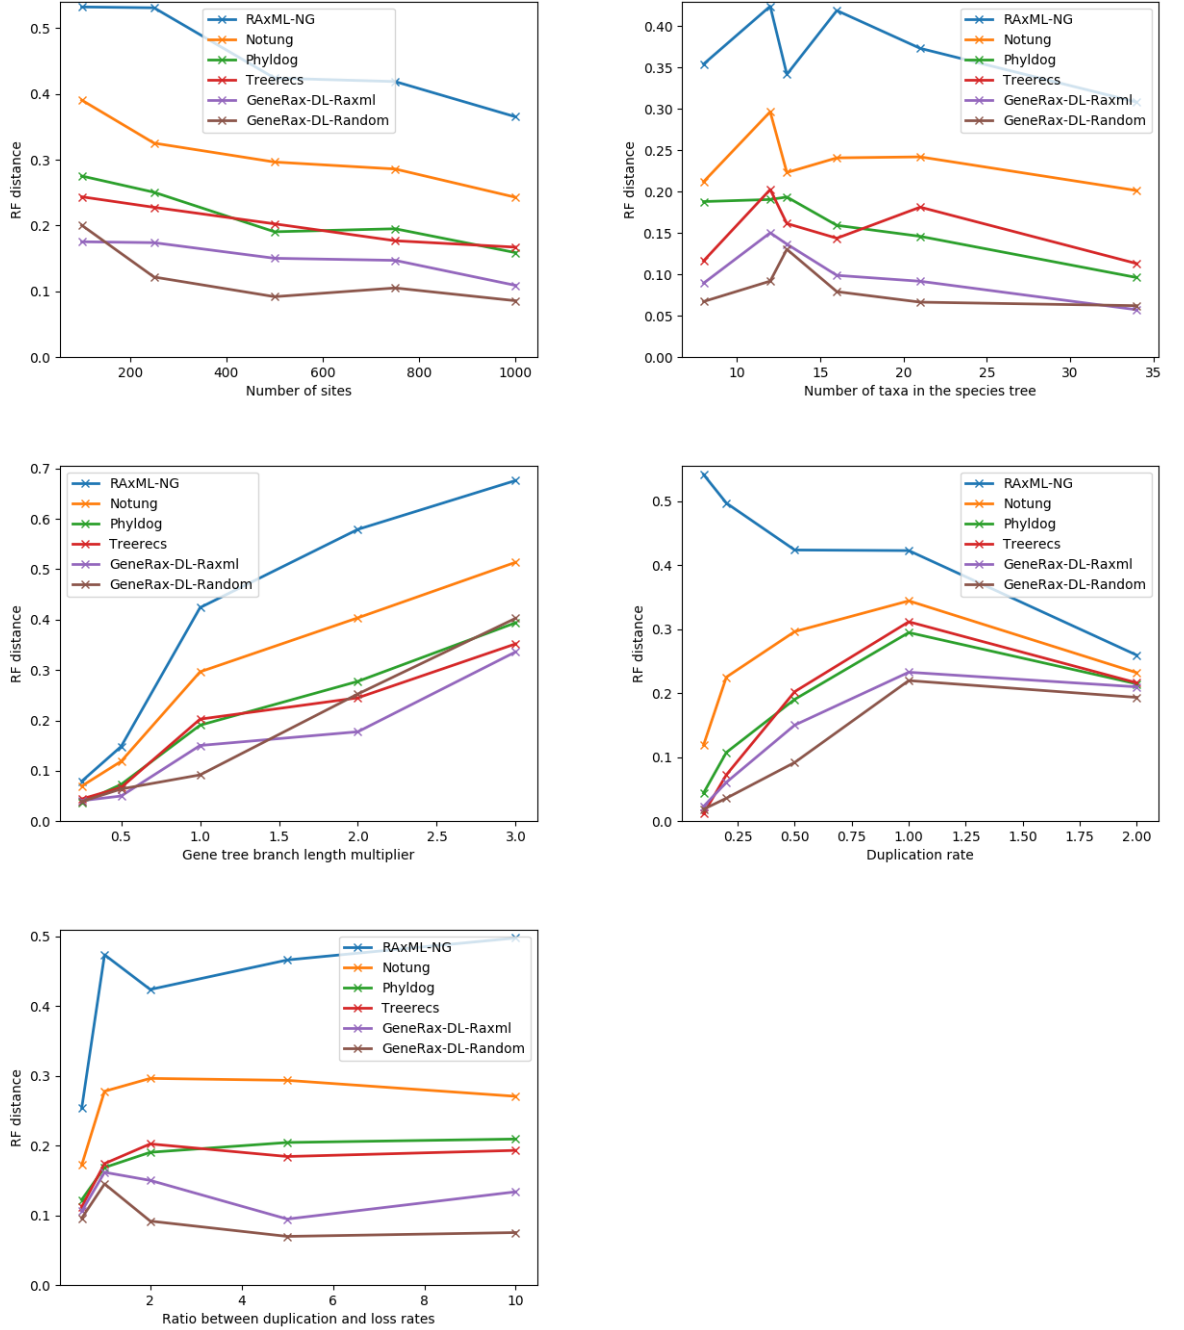 0.5
0.4
0.3
0.2
0.1
0.0
RF distance
RAxML-NG
Notung
Phyldog
Treerecs
GeneRax-DL-Raxml
GeneRax-DL-Random
200 400 600 800 1000
Number of sites
0.40
0.35
0.30
0.25
0.20
0.15
0.10
0.05
0.00
RF distance
RAxML-NG
Notung
Phyldog
Treerecs
GeneRax-DL-Raxml
GeneRax-DL-Random
10 15 20 25 30 35
Number of taxa in the species tree
0.7
0.6
0.5
0.4
0.3
0.2
0.1
0.0
RF distance
RAxML-NG
Notung
Phyldog
Treerecs
GeneRax-DL-Raxml
GeneRax-DL-Random
0.5 1.0 1.5 2.0 2.5 3.0
Gene tree branch length multiplier
0.5
0.4
0.3
0.2
0.1
0.0
RF distance
RAxML-NG
Notung
Phyldog
Treerecs
GeneRax-DL-Raxml
GeneRax-DL-Random
0.25 0.50 0.75 1.00 1.25 1.50 1.75 2.00
Duplication rate
0.5
0.4
0.3
0.2
0.1
0.0
RF distance
RAxML-NG
Notung
Phyldog
Treerecs
GeneRax-DL-Raxml
GeneRax-DL-Random
2 4 6 8 10
Ratio between duplication and loss rates